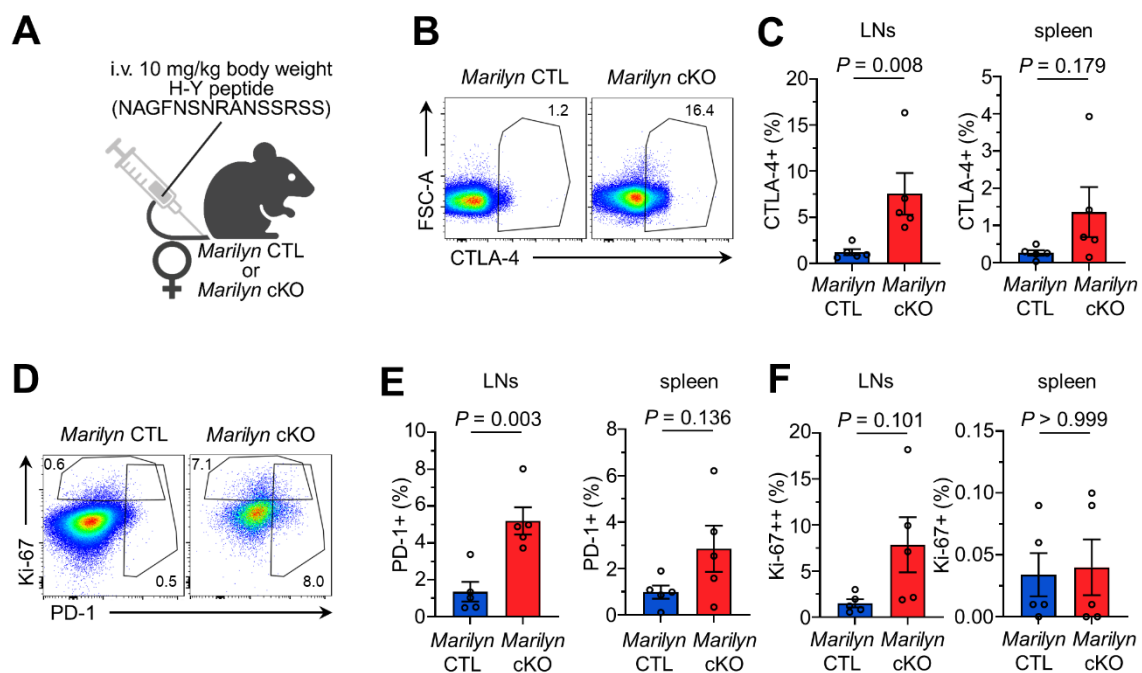 A
i.v. 10 mg/kg body weight
H-Y peptide
(NAGFNSNRANSSRSS)
Marilyn CTL
or
Marilyn cKO
B
Marilyn CTL Marilyn cKO
1.2 16.4
FSC-A
CTLA-4
C
LNs
P = 0.008
CTLA-4+ (%)
20
15
10
5
0
Marilyn Marilyn
CTL cKO
spleen
P = 0.179
CTLA-4+ (%)
5
4
3
2
1
0
Marilyn Marilyn
CTL cKO
D
Marilyn CTL Marilyn cKO
0.6 7.1
0.5 8.0
Ki-67
PD-1
E
LNs
P = 0.003
PD-1+ (%)
10
8
6
4
2
0
Marilyn Marilyn
CTL cKO
spleen
P = 0.136
PD-1+ (%)
8
6
4
2
0
Marilyn Marilyn
CTL cKO
F
LNs
P = 0.101
Ki-67++ (%)
20
15
10
5
0
Marilyn Marilyn
CTL cKO
spleen
P > 0.999
Ki-67+ (%)
0.15
0.10
0.05
0.00
Marilyn Marilyn
CTL cKO